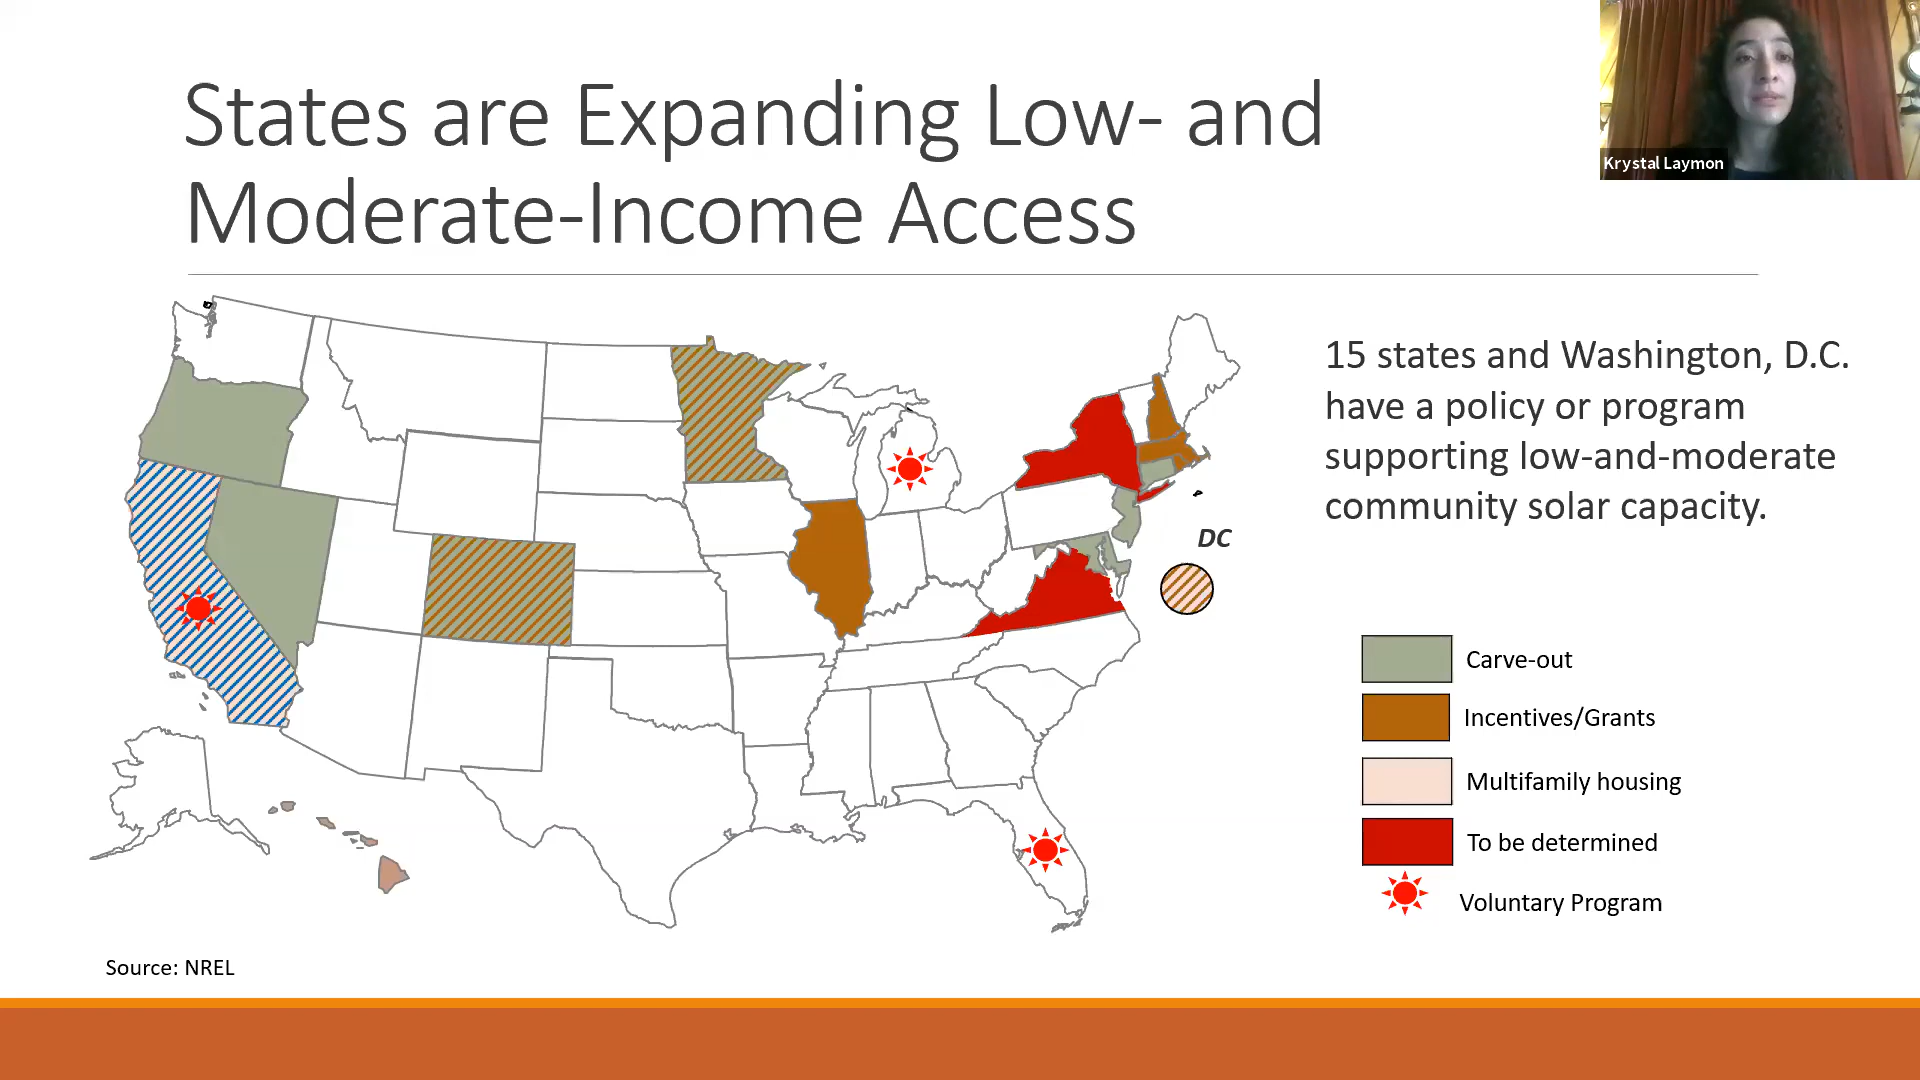 States are Expanding Low- and
Moderate-Income Access
Krystal Laymon
15 states and Washington, D.C.
have a policy or program
supporting low-and-moderate
community solar capacity.
DC
Carve-out
Incentives/Grants
Multifamily housing
To be determined
Voluntary Program
Source: NREL